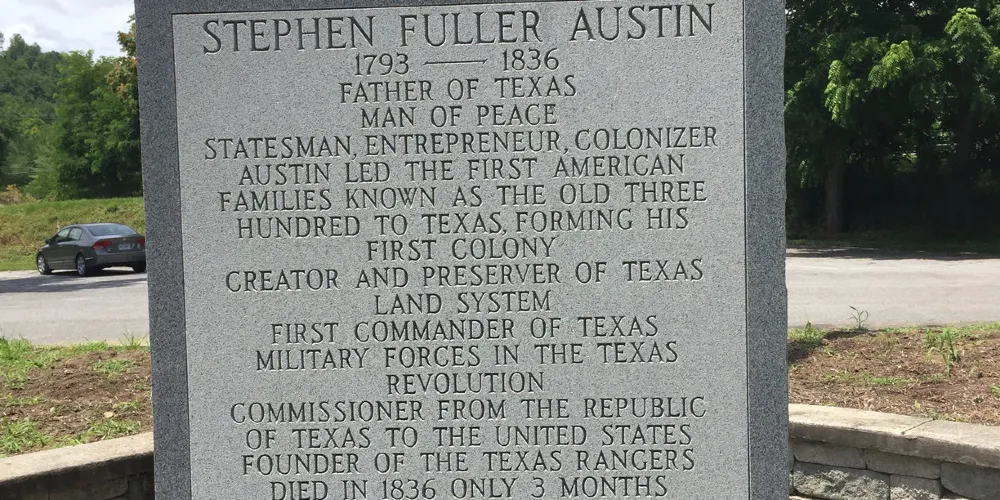 STEPHEN FULLER AUSTIN
1793 — 1836
FATHER OF TEXAS
MAN OF PEACE
STATESMAN, ENTREPRENEUR, COLONIZER
AUSTIN LED THE FIRST AMERICAN
FAMILIES KNOWN AS THE OLD THREE
HUNDRED TO TEXAS, FORMING HIS
FIRST COLONY
CREATOR AND PRESERVER OF TEXAS
LAND SYSTEM
FIRST COMMANDER OF TEXAS
MILITARY FORCES IN THE TEXAS
REVOLUTION
COMMISSIONER FROM THE REPUBLIC
OF TEXAS TO THE UNITED STATES
FOUNDER OF THE TEXAS RANGERS
DIED IN 1836 ONLY 3 MONTHS